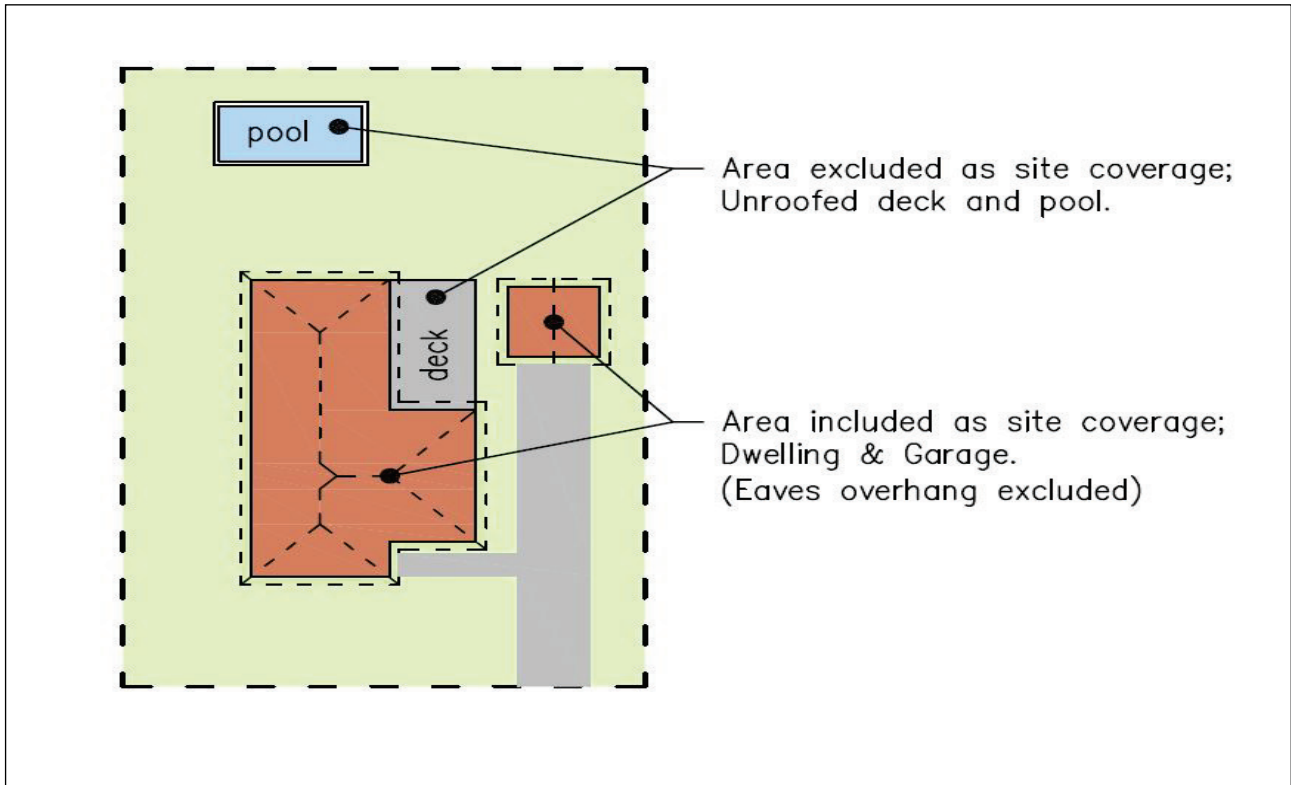 pool
Area excluded as site coverage;
Unroofed deck and pool.
deck
Area included as site coverage;
Dwelling & Garage.
(Eaves overhang excluded)